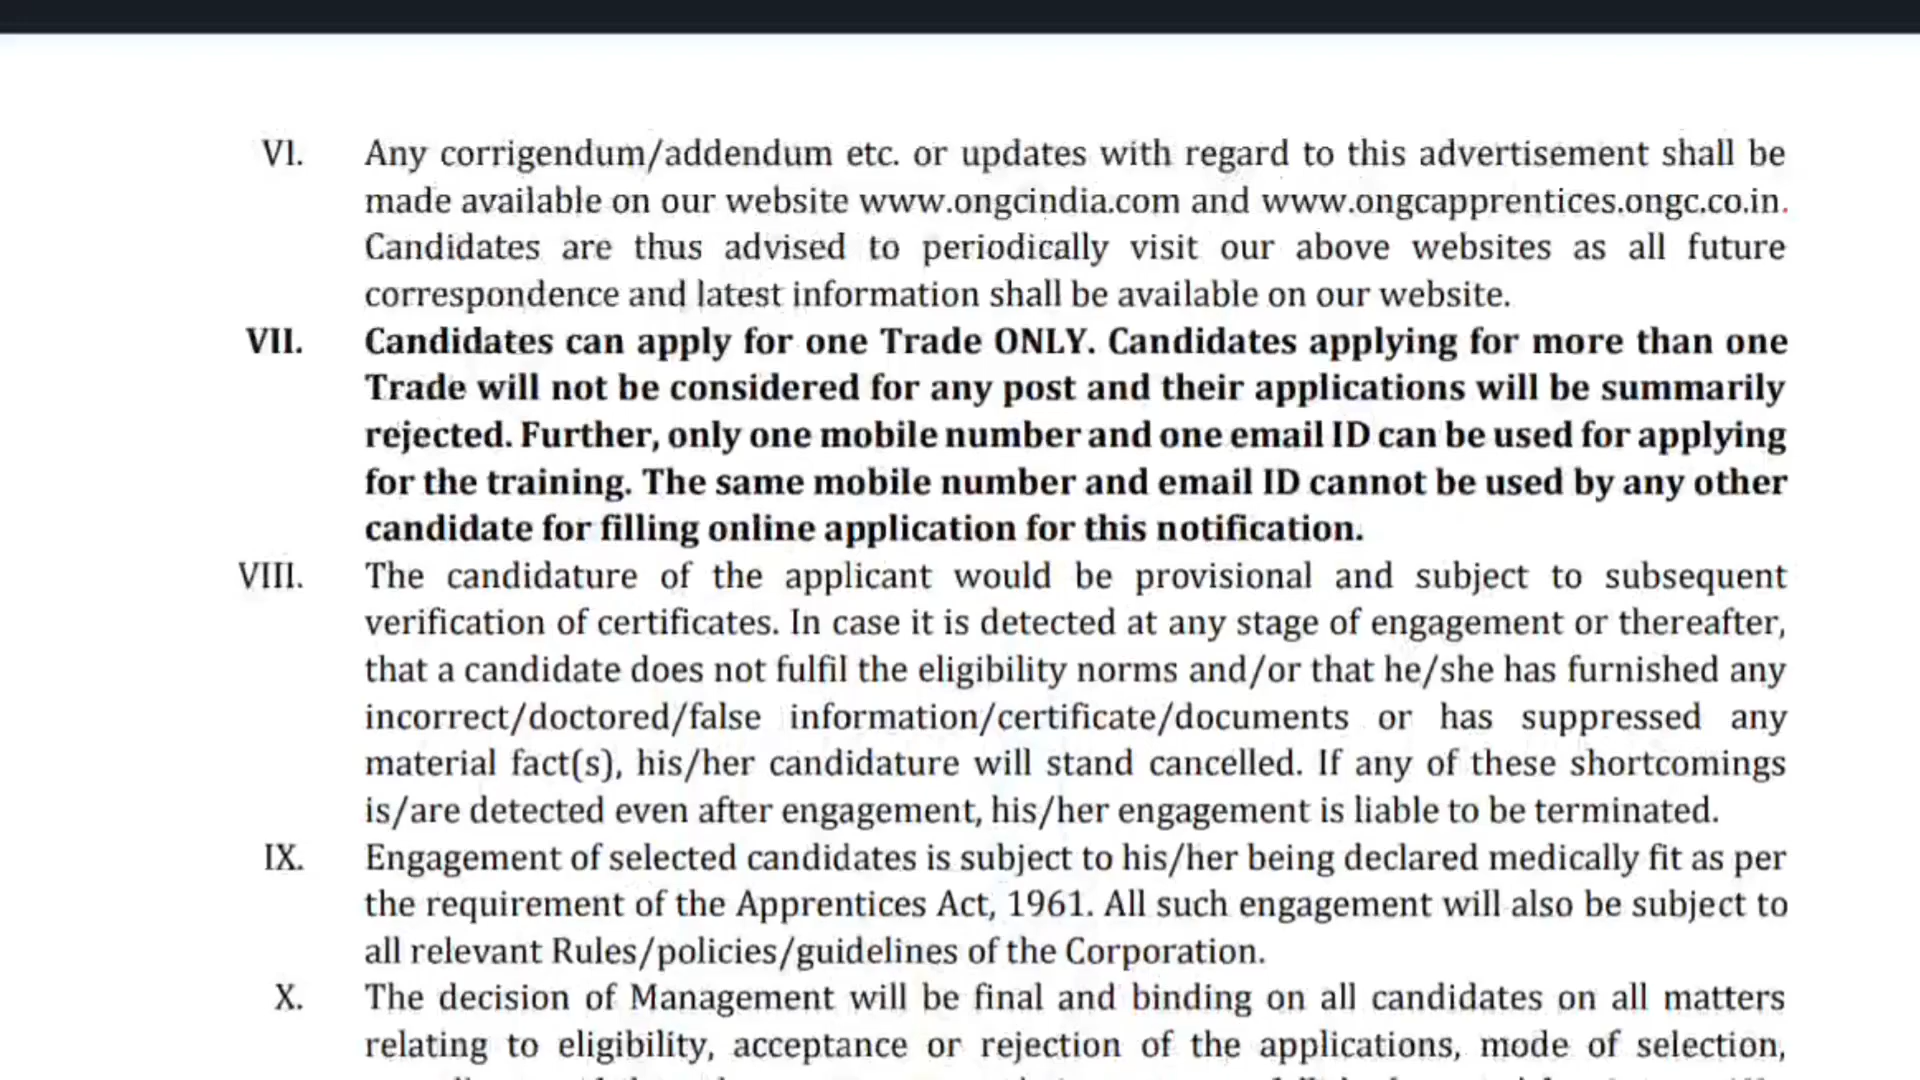 VI. Any corrigendum/addendum etc. or updates with regard to this advertisement shall be
made available on our website www.ongcindia.com and www.ongcapprentices.ongc.co.in.
Candidates are thus advised to periodically visit our above websites as all future
correspondence and latest information shall be available on our website.
VII. Candidates can apply for one Trade ONLY. Candidates applying for more than one
Trade will not be considered for any post and their applications will be summarily
rejected. Further, only one mobile number and one email ID can be used for applying
for the training. The same mobile number and email ID cannot be used by any other
candidate for filling online application for this notification.
VIII. The candidature of the applicant would be provisional and subject to subsequent
verification of certificates. In case it is detected at any stage of engagement or thereafter,
that a candidate does not fulfil the eligibility norms and/or that he/she has furnished any
incorrect/doctored/false information/certificate/documents or has suppressed any
material fact(s), his/her candidature will stand cancelled. If any of these shortcomings
is/are detected even after engagement, his/her engagement is liable to be terminated.
IX. Engagement of selected candidates is subject to his/her being declared medically fit as per
the requirement of the Apprentices Act, 1961. All such engagement will also be subject to
all relevant Rules/policies/guidelines of the Corporation.
X. The decision of Management will be final and binding on all candidates on all matters
relating to eligibility, acceptance or rejection of the applications, mode of selection,